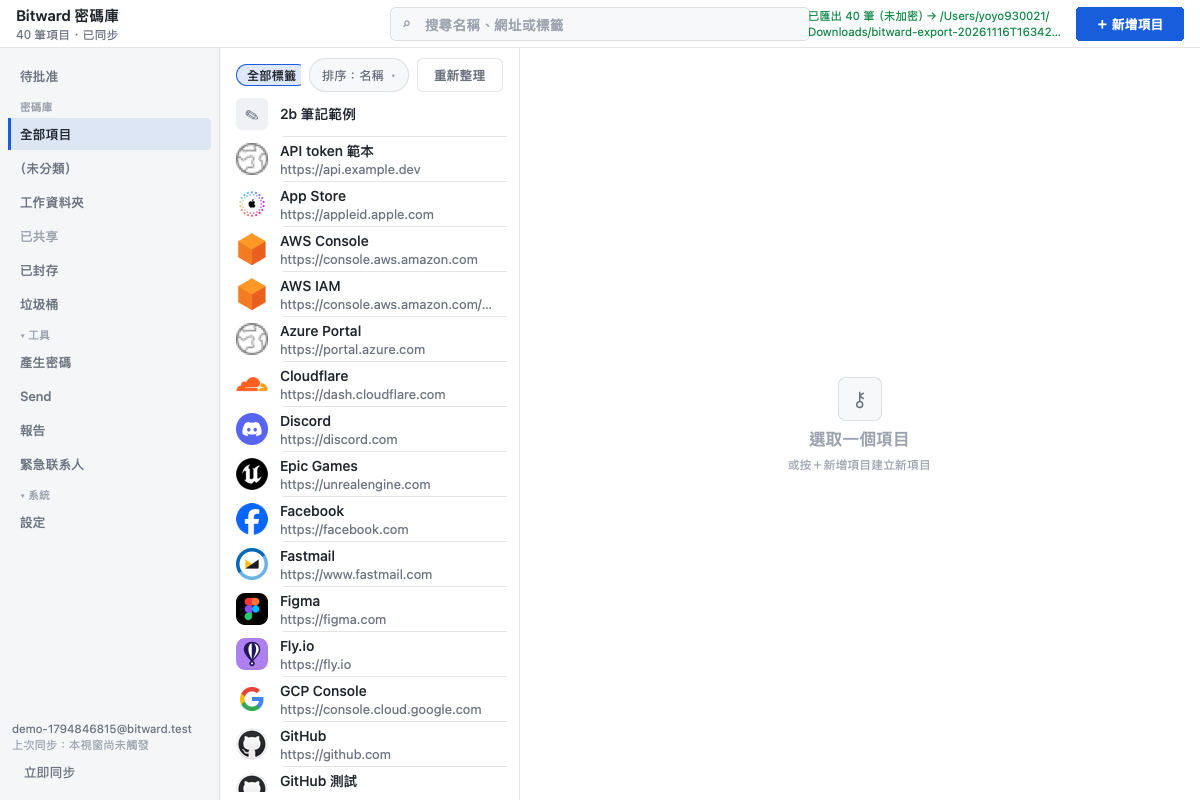 Bitward 密碼庫
40 筆項目 · 已同步
搜尋名稱、網址或標籤
已匯出 40 筆 (未加密) → /Users/yoyo930021/
Downloads/bitward-export-20261116T16342…
+ 新增項目
待批准
密碼庫
全部項目
(未分類)
工作資料夾
已共享
已封存
垃圾桶
工具
產生密碼
Send
報告
緊急联系人
系統
設定
demo-1794846815@bitward.test
上次同步：本視窗尚未觸發
立即同步
全部標籤
排序：名稱
重新整理
2b 筆記範例
API token 範本
https://api.example.dev
App Store
https://appleid.apple.com
AWS Console
https://console.aws.amazon.com
AWS IAM
https://console.aws.amazon.com/…
Azure Portal
https://portal.azure.com
Cloudflare
https://dash.cloudflare.com
Discord
https://discord.com
Epic Games
https://unrealengine.com
Facebook
https://facebook.com
Fastmail
https://www.fastmail.com
Figma
https://figma.com
Fly.io
https://fly.io
GCP Console
https://console.cloud.google.com
GitHub
https://github.com
GitHub 測試
選取一個項目
或按＋新增項目建立新項目